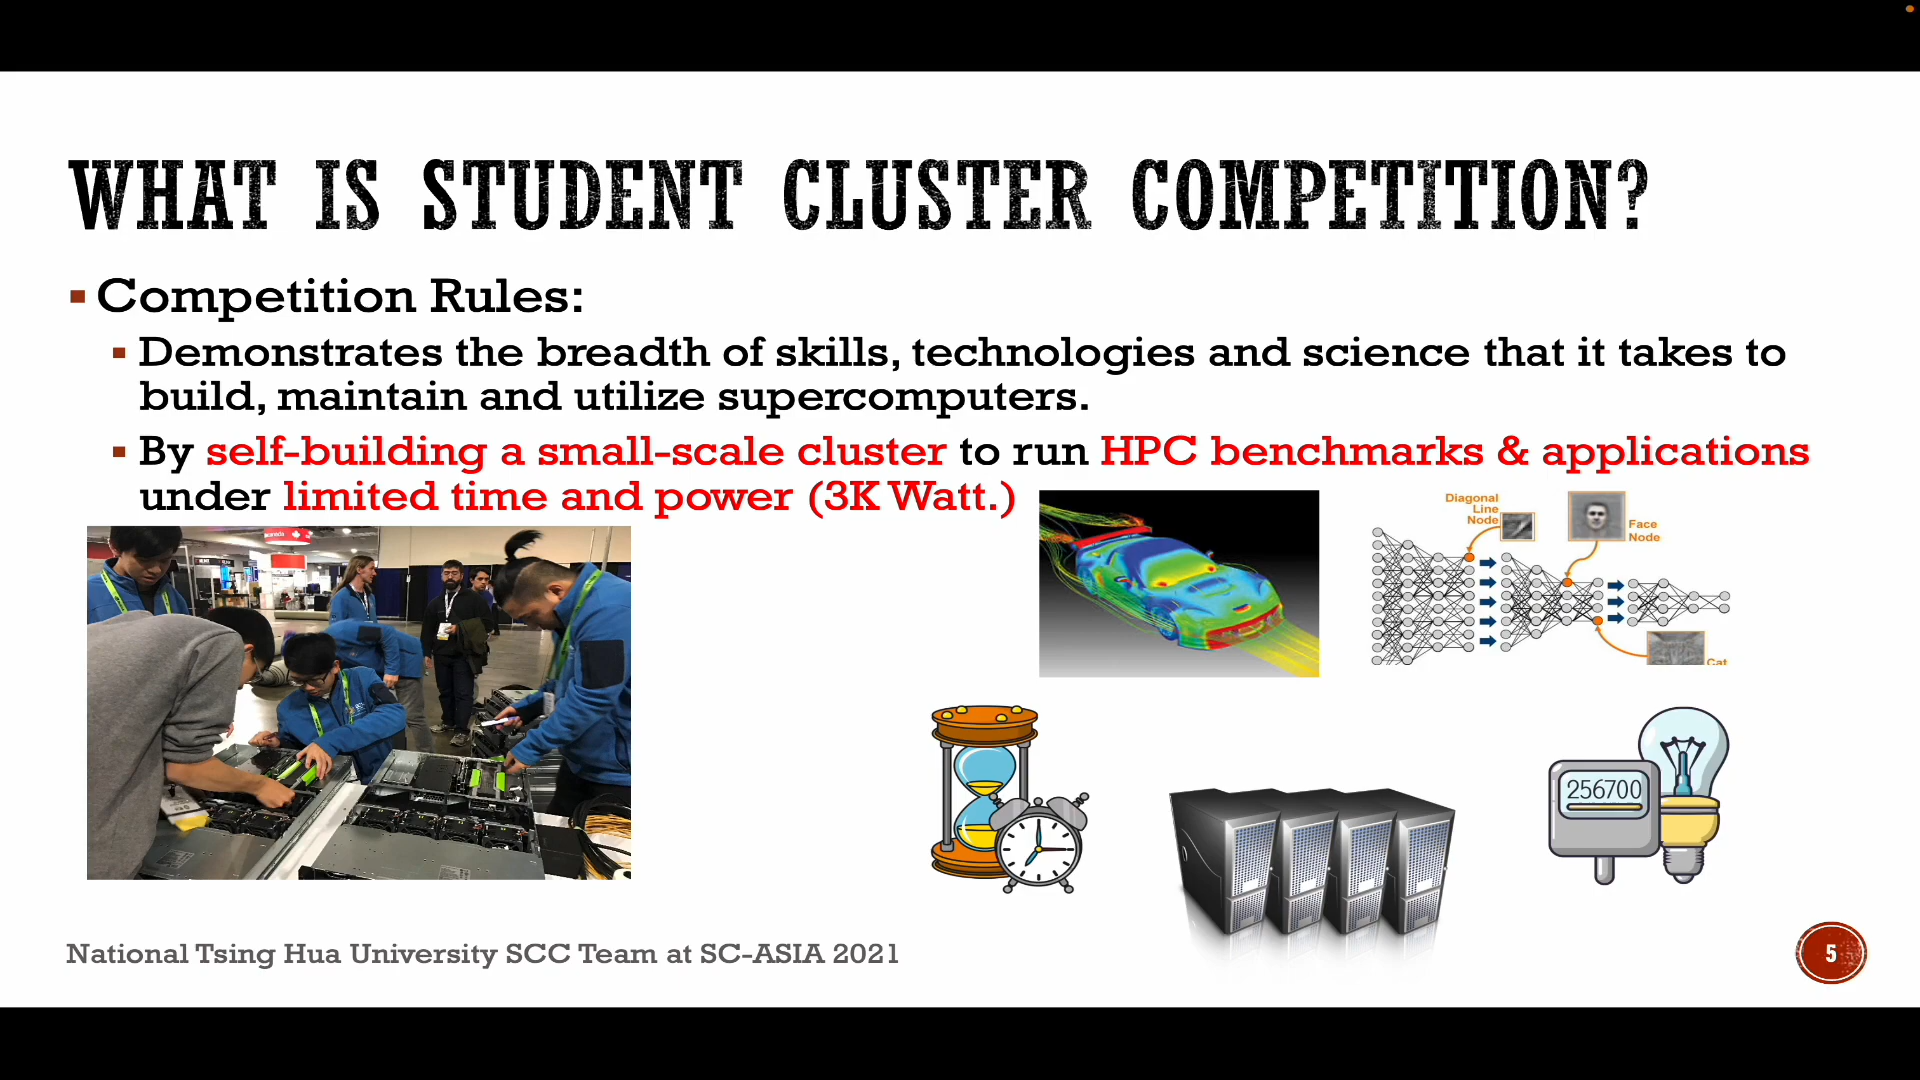 WHAT IS STUDENT CLUSTER COMPETITION?
Competition Rules:
Demonstrates the breadth of skills, technologies and science that it takes to
build, maintain and utilize supercomputers.
By self-building a small-scale cluster to run HPC benchmarks & applications
under limited time and power (3K Watt.)
Diagonal
Line
Node
Face
Node
Cat
256700
National Tsing Hua University SCC Team at SC-ASIA 2021
5